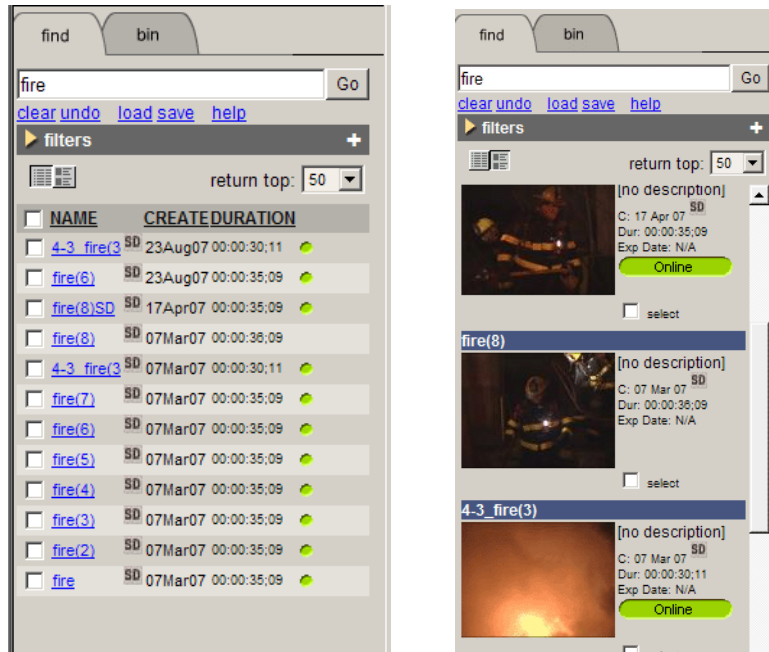 find bin
fire Go
clear undo load save help
filters +
return top: 50
NAME CREATE DURATION
4-3_fire(3 SD 23Aug07 00:00:30;11
fire(6) SD 23Aug07 00:00:35;09
fire(8)SD SD 17Apr07 00:00:35;09
fire(8) SD 07Mar07 00:00:36;09
4-3_fire(3 SD 07Mar07 00:00:30;11
fire(7) SD 07Mar07 00:00:35;09
fire(6) SD 07Mar07 00:00:35;09
fire(5) SD 07Mar07 00:00:35;09
fire(4) SD 07Mar07 00:00:35;09
fire(3) SD 07Mar07 00:00:35;09
fire(2) SD 07Mar07 00:00:35;09
fire SD 07Mar07 00:00:35;09
find bin
fire Go
clear undo load save help
filters +
return top: 50
[no description]
C: 17 Apr 07 SD
Dur: 00:00:35;09
Exp Date: N/A
Online
select
fire(8)
[no description]
C: 07 Mar 07 SD
Dur: 00:00:36;09
Exp Date: N/A
select
4-3_fire(3)
[no description]
C: 07 Mar 07 SD
Dur: 00:00:30;11
Exp Date: N/A
Online